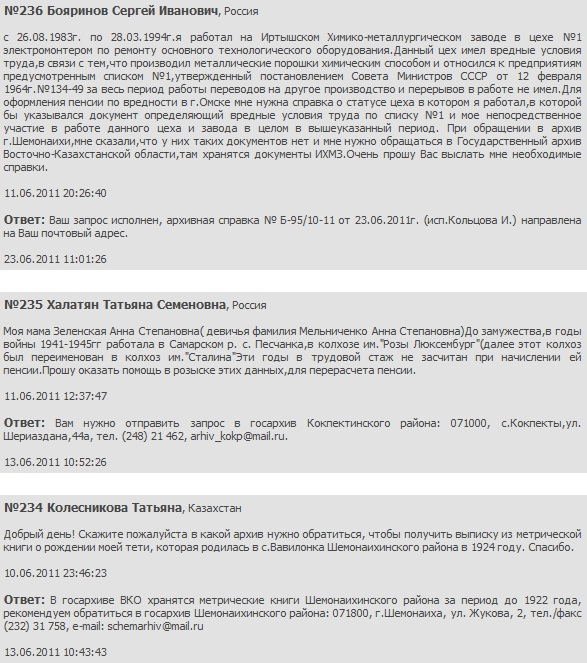 №236 Бояринов Сергей Иванович, Россия
с 26.08.1983г. по 28.03.1994г.я работал на Иртышском Химико-металлургическом заводе в цехе №1
электромонтером по ремонту основного технологического оборудования.Данный цех имел вредные условия
труда,в связи с тем,что производил металлические порошки химическим способом и относился к предприятиям
предусмотренным списком №1,утвержденный постановлением Совета Министров СССР от 12 февраля
1964г.№134-49 за весь период работы переводов на другое производство и перерывов в работе не имел.Для
оформления пенсии по вредности в г.Омске мне нужна справка о статусе цеха в котором я работал,в которой
бы указывался документ определяющий вредные условия труда по списку №1 и мое непосредственное
участие в работе данного цеха и завода в целом в вышеуказанный период. При обращении в архив
г.Шемонаихи,мне сказали,что у них таких документов нет и мне нужно обращаться в Государственный архив
Восточно-Казахстанской области,там хранятся документы ИХМЗ.Очень прошу Вас выслать мне необходимые
справки.
11.06.2011 20:26:40
Ответ: Ваш запрос исполнен, архивная справка № Б-95/10-11 от 23.06.2011г. (исп.Кольцова И.) направлена
на Ваш почтовый адрес.
23.06.2011 11:01:26
№235 Халатян Татьяна Семеновна, Россия
Моя мама Зеленская Анна Степановна( девичья фамилия Мельниченко Анна Степановна)До замужества,в годы
войны 1941-1945гг работала в Самарском р. с. Песчанка,в колхозе им."Розы Люксембург"(далее этот колхоз
был переименован в колхоз им."Сталина"Эти годы в трудовой стаж не засчитан при начислении ей
пенсии.Прошу оказать помощь в розыске этих данных,для перерасчета пенсии.
11.06.2011 12:37:47
Ответ: Вам нужно отправить запрос в госархив Кокпектинского района: 071000, с.Кокпекты,ул.
Шериаздана,44а, тел. (248) 21 462, arhiv_kokp@mail.ru.
13.06.2011 10:52:26
№234 Колесникова Татьяна, Казахстан
Добрый день! Скажите пожалуйста в какой архив нужно обратиться, чтобы получить выписку из метрической
книги о рождении моей тети, которая родилась в с.Вавилонка Шемонаихинского района в 1924 году. Спасибо.
10.06.2011 23:46:23
Ответ: В госархиве ВКО хранятся метрические книги Шемонаихинского района за период до 1922 года,
рекомендуем обратиться в госархив Шемонаихинского района: 071800, г.Шемонаиха, ул. Жукова, 2, тел./факс
(232) 31 758, e-mail: schemarhiv@mail.ru
13.06.2011 10:43:43